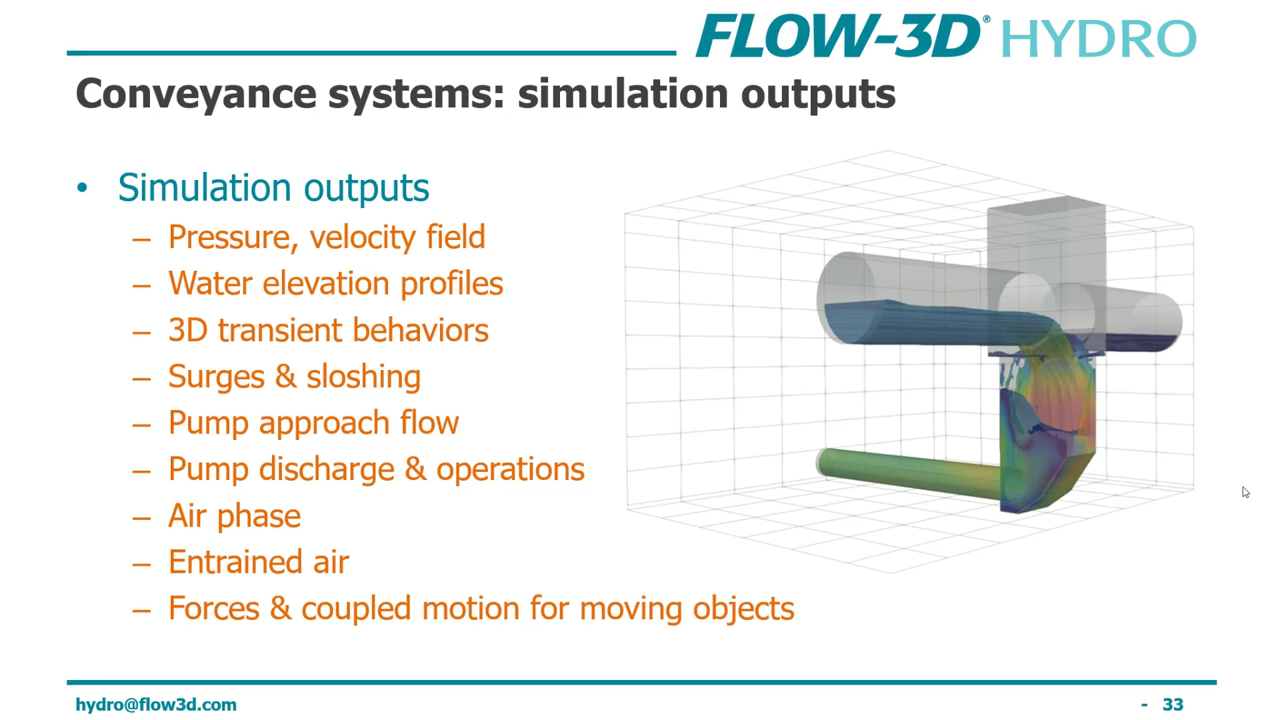 FLOW-3D® HYDRO
Conveyance systems: simulation outputs
• Simulation outputs
– Pressure, velocity field
– Water elevation profiles
– 3D transient behaviors
– Surges & sloshing
– Pump approach flow
– Pump discharge & operations
– Air phase
– Entrained air
– Forces & coupled motion for moving objects
hydro@flow3d.com
- 33